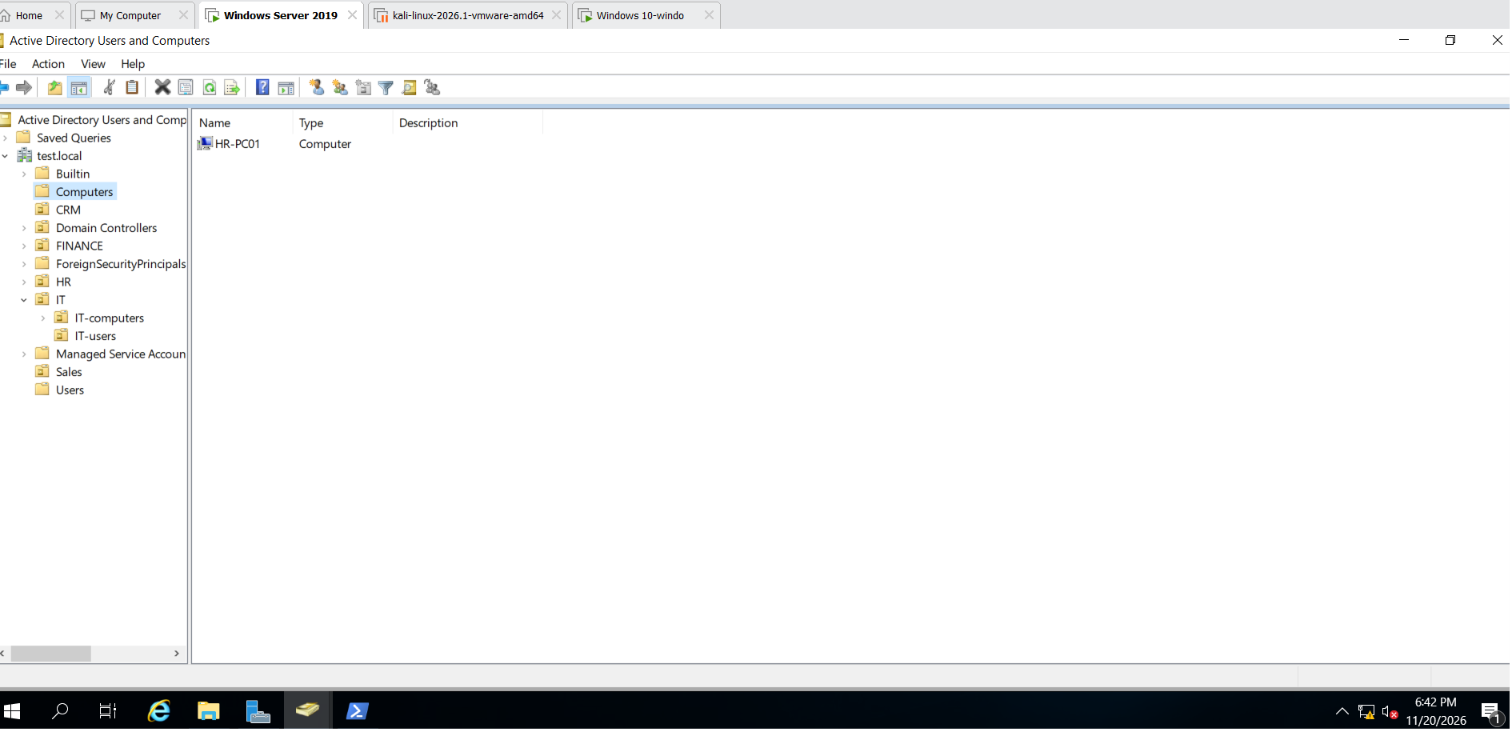 Home My Computer Windows Server 2019 kali-linux-2026.1-vmware-amd64 Windows 10-windo
Active Directory Users and Computers
File Action View Help
Active Directory Users and Comp
Saved Queries
test.local
Builtin
Computers
CRM
Domain Controllers
FINANCE
ForeignSecurityPrincipals
HR
IT
IT-computers
IT-users
Managed Service Accoun
Sales
Users
Name Type Description
HR-PC01 Computer
6:42 PM
11/20/2026
1